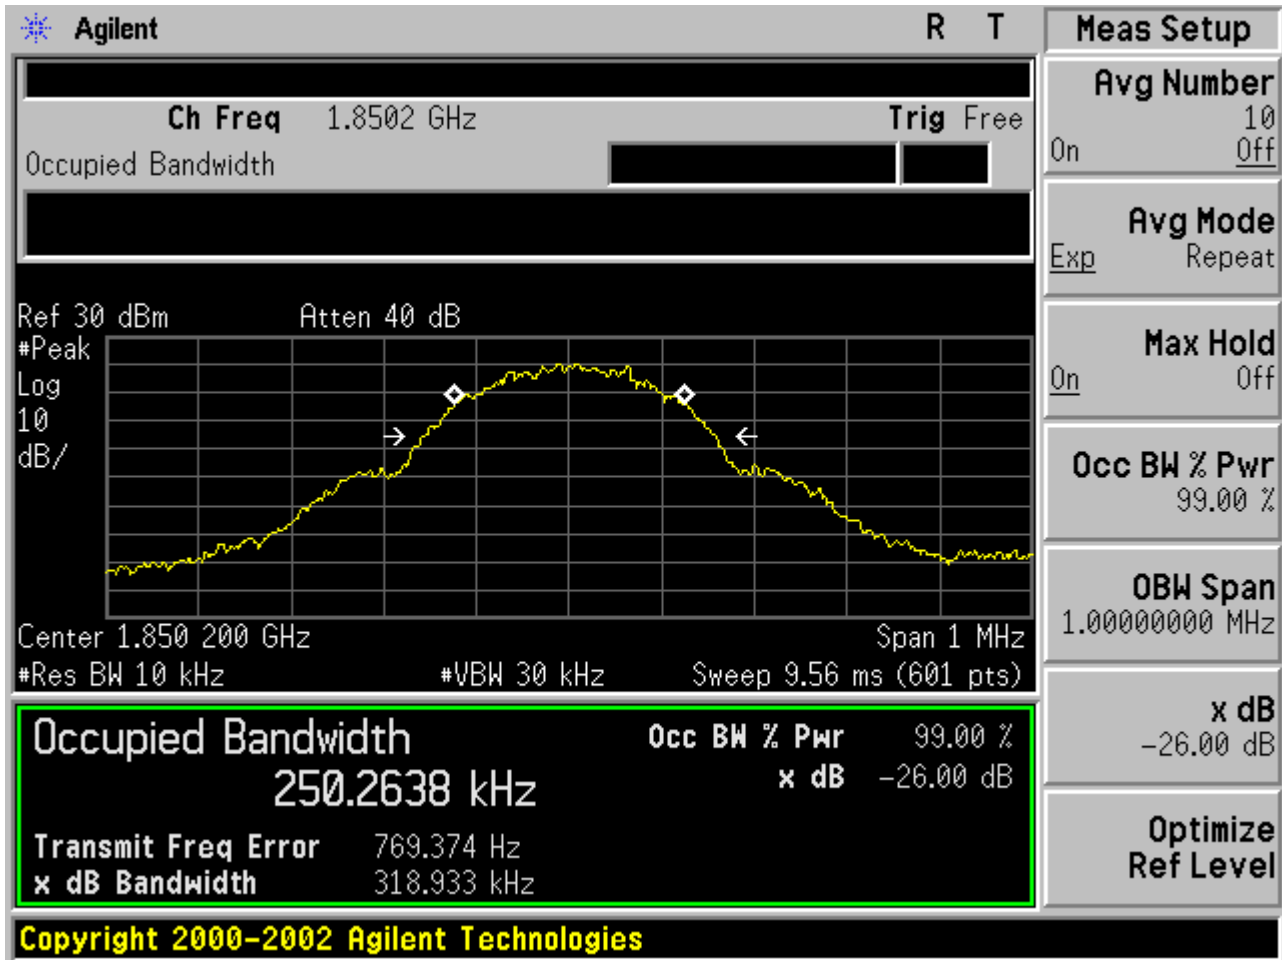 Agilent R T
Ch Freq 1.8502 GHz Trig Free
Occupied Bandwidth
Ref 30 dBm Atten 40 dB
#Peak
Log
10
dB/
Center 1.850 200 GHz Span 1 MHz
#Res BW 10 kHz #VBW 30 kHz Sweep 9.56 ms (601 pts)
Occupied Bandwidth Occ BW % Pwr 99.00 %
250.2638 kHz x dB -26.00 dB
Transmit Freq Error 769.374 Hz
x dB Bandwidth 318.933 kHz
Copyright 2000-2002 Agilent Technologies
Meas Setup
Avg Number
10
On Off
Avg Mode
Exp Repeat
Max Hold
On Off
Occ BW % Pwr
99.00 %
OBW Span
1.00000000 MHz
x dB
-26.00 dB
Optimize
Ref Level